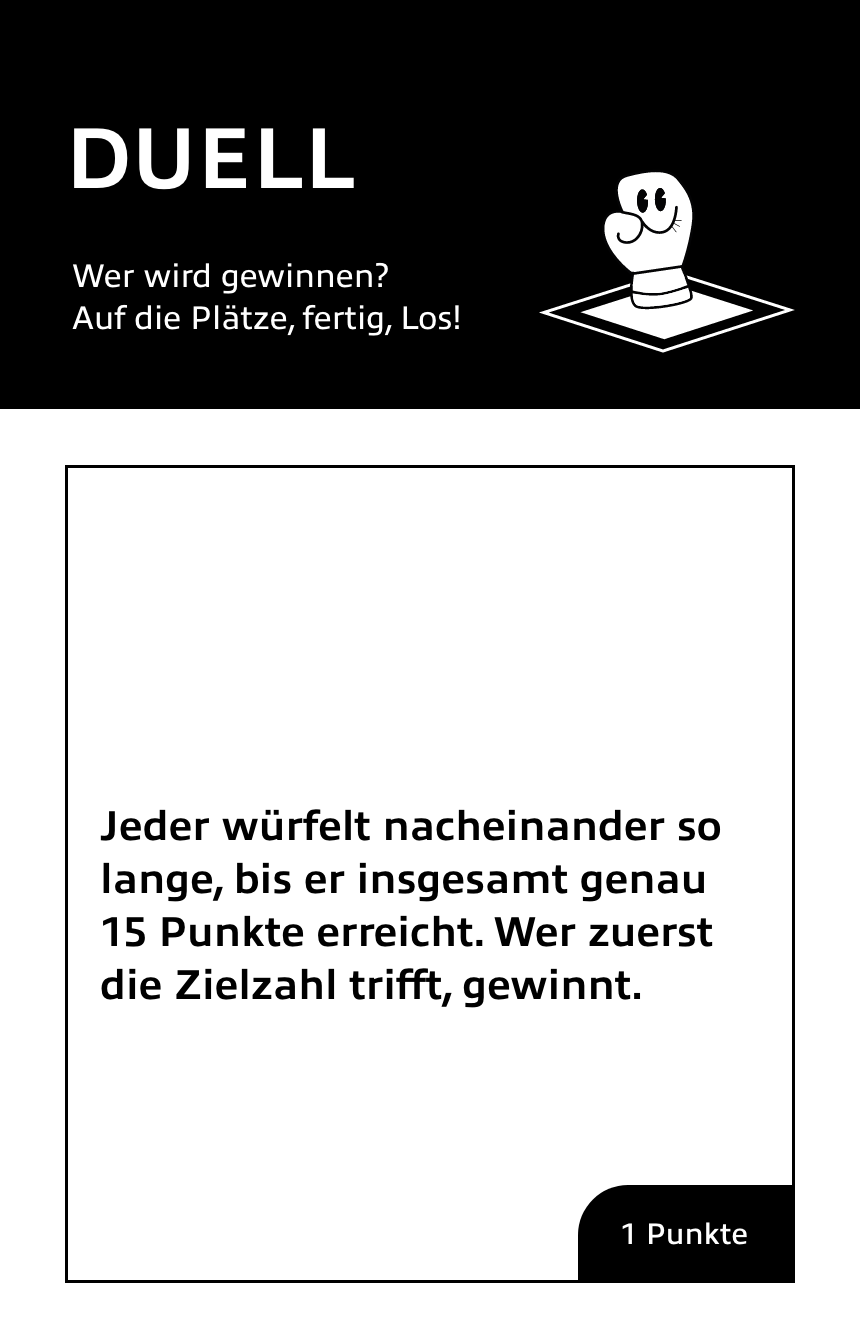 DUELL
Wer wird gewinnen?
Auf die Plätze, fertig, Los!
Jeder würfelt nacheinander so
lange, bis er insgesamt genau
15 Punkte erreicht. Wer zuerst
die Zielzahl trifft, gewinnt.
1 Punkte